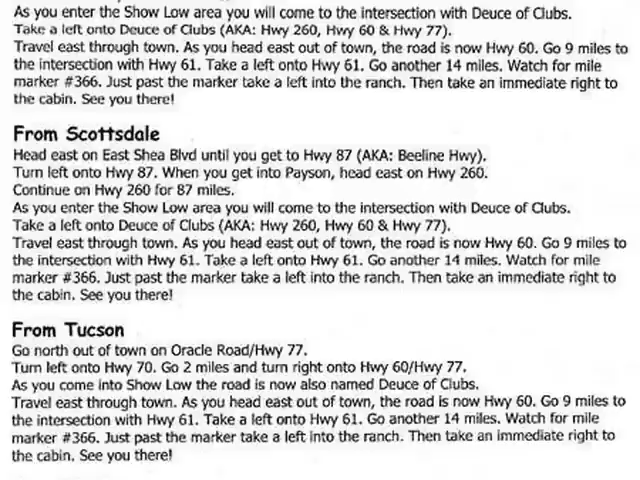 As you enter the Show Low area you will come to the intersection with Deuce of Clubs.
Take a left onto Deuce of Clubs (AKA: Hwy 260, Hwy 60 & Hwy 77).
Travel east through town. As you head east out of town, the road is now Hwy 60. Go 9 miles to
the intersection with Hwy 61. Take a left onto Hwy 61. Go another 14 miles. Watch for mile
marker #366. Just past the marker take a left into the ranch. Then take an immediate right to
the cabin. See you there!
From Scottsdale
Head east on East Shea Blvd until you get to Hwy 87 (AKA: Beeline Hwy).
Turn left onto Hwy 87. When you get into Payson, head east on Hwy 260.
Continue on Hwy 260 for 87 miles.
As you enter the Show Low area you will come to the intersection with Deuce of Clubs.
Take a left onto Deuce of Clubs (AKA: Hwy 260, Hwy 60 & Hwy 77).
Travel east through town. As you head east out of town, the road is now Hwy 60. Go 9 miles to
the intersection with Hwy 61. Take a left onto Hwy 61. Go another 14 miles. Watch for mile
marker #366. Just past the marker take a left into the ranch. Then take an immediate right to
the cabin. See you there!
From Tucson
Go north out of town on Oracle Road/Hwy 77.
Turn left onto Hwy 70. Go 2 miles and turn right onto Hwy 60/Hwy 77.
As you come into Show Low the road is now also named Deuce of Clubs.
Travel east through town. As you head east out of town, the road is now Hwy 60. Go 9 miles to
the intersection with Hwy 61. Take a left onto Hwy 61. Go another 14 miles. Watch for mile
marker #366. Just past the marker take a left into the ranch. Then take an immediate right to
the cabin. See you there!